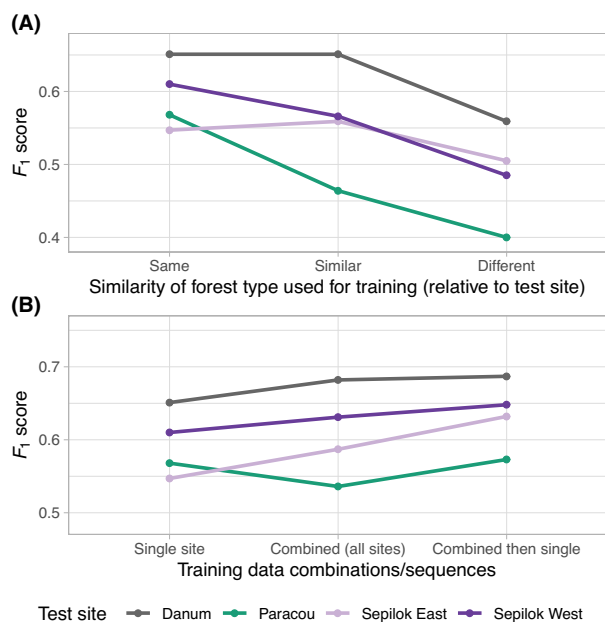 (A)
F1 score
0.6
0.5
0.4
Same Similar Different
Similarity of forest type used for training (relative to test site)
(B)
F1 score
0.7
0.6
0.5
Single site Combined (all sites) Combined then single
Training data combinations/sequences
Test site Danum Paracou Sepilok East Sepilok West